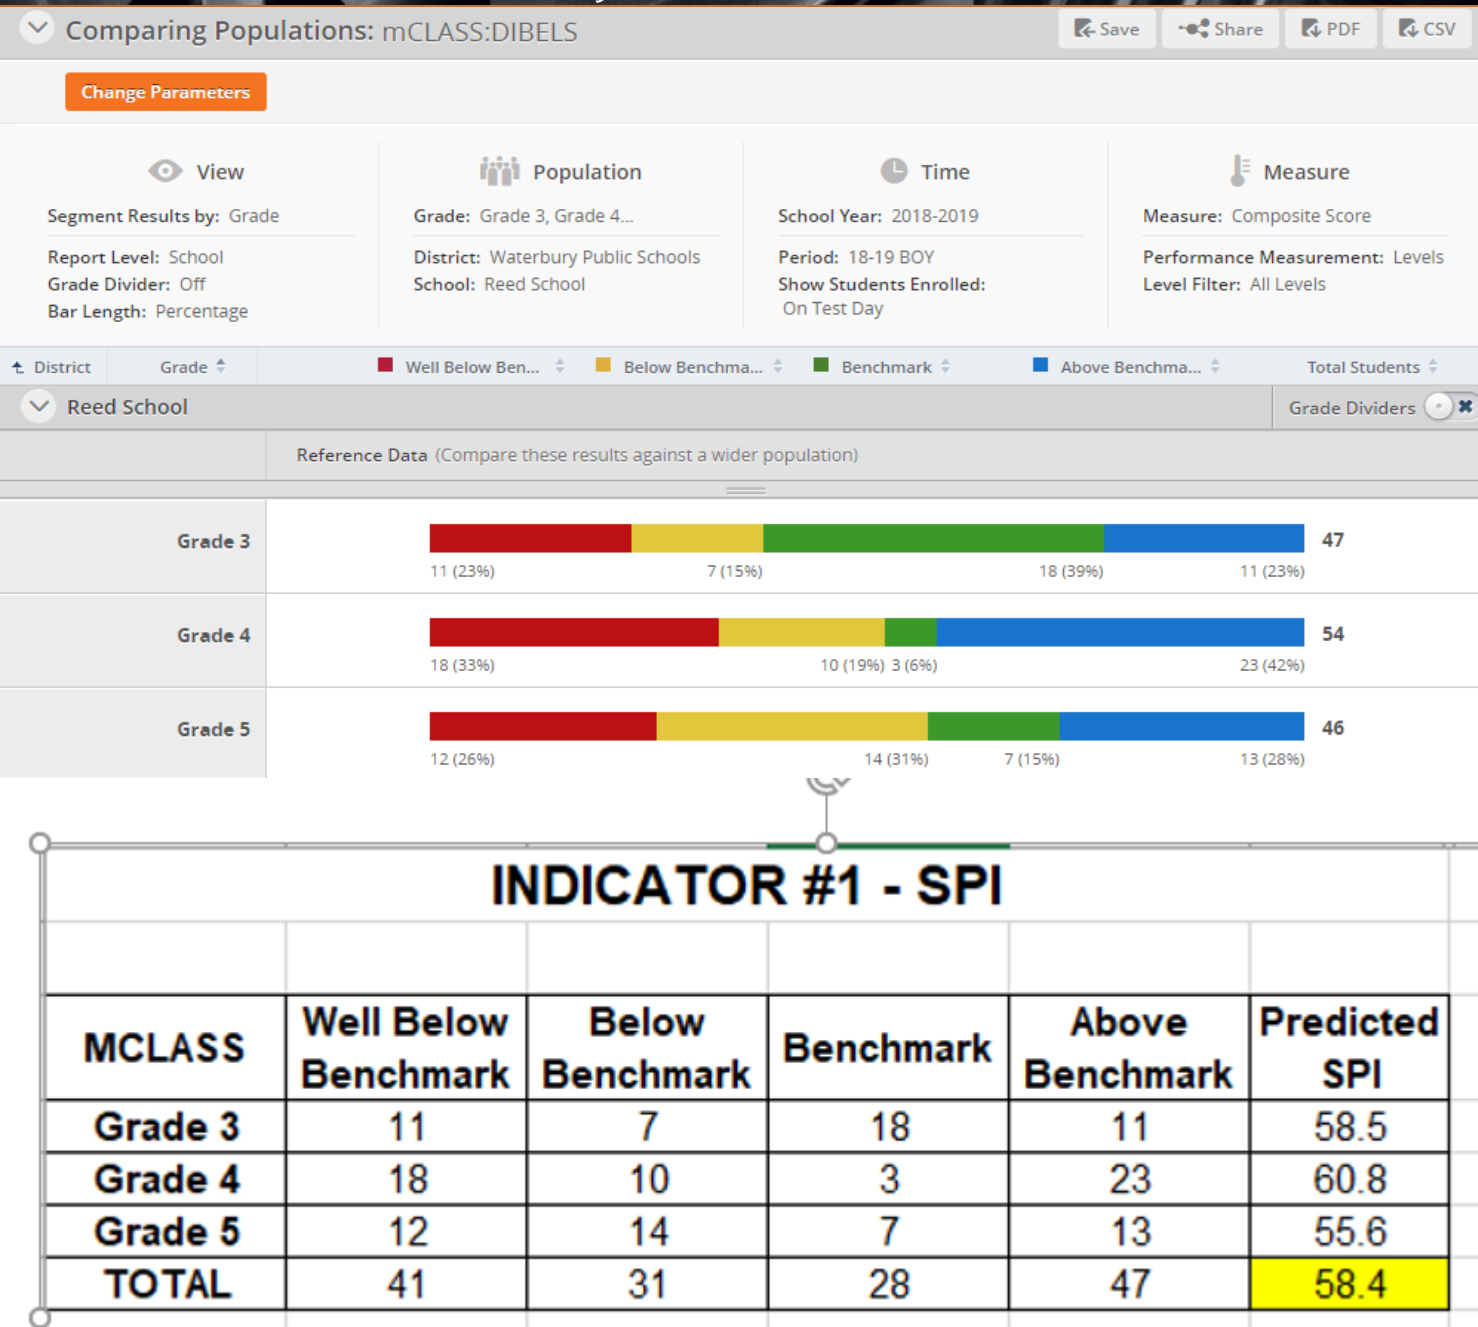 Comparing Populations: mCLASS:DIBELS
Save
Share
PDF
CSV
Change Parameters
View
Segment Results by: Grade
Report Level: School
Grade Divider: Off
Bar Length: Percentage
Population
Grade: Grade 3, Grade 4...
District: Waterbury Public Schools
School: Reed School
Time
School Year: 2018-2019
Period: 18-19 BOY
Show Students Enrolled:
On Test Day
Measure
Measure: Composite Score
Performance Measurement: Levels
Level Filter: All Levels
District Grade Well Below Ben... Below Benchma... Benchmark Above Benchma... Total Students
Reed School Grade Dividers
Reference Data (Compare these results against a wider population)
Grade 3 47
11 (23%) 7 (15%) 18 (39%) 11 (23%)
Grade 4 54
18 (33%) 10 (19%) 3 (6%) 23 (42%)
Grade 5 46
12 (26%) 14 (31%) 7 (15%) 13 (28%)
INDICATOR #1 - SPI
MCLASS Well Below Benchmark Below Benchmark Benchmark Above Benchmark Predicted SPI
Grade 3 11 7 18 11 58.5
Grade 4 18 10 3 23 60.8
Grade 5 12 14 7 13 55.6
TOTAL 41 31 28 47 58.4